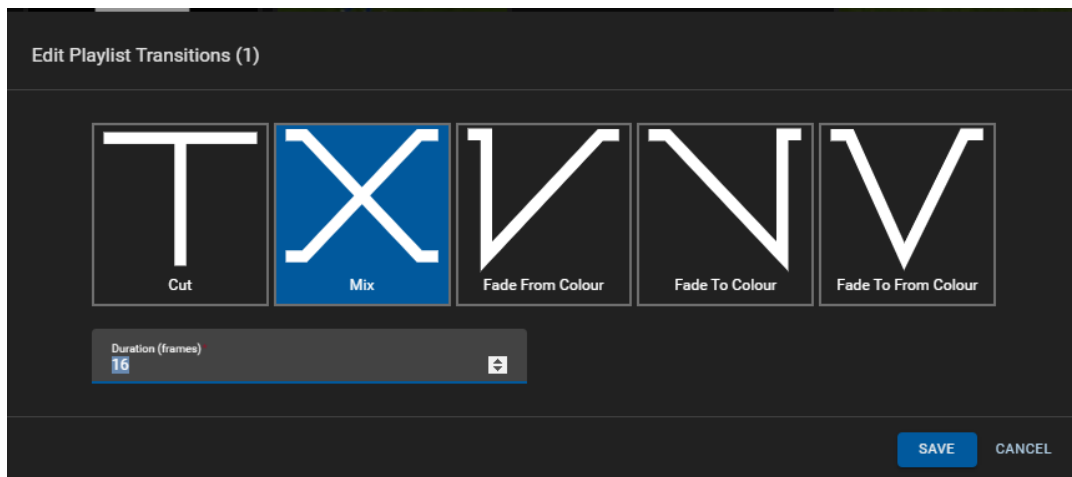 Edit Playlist Transitions (1)
Cut
Mix
Fade From Colour
Fade To Colour
Fade To From Colour
Duration (frames) *
16
SAVE
CANCEL